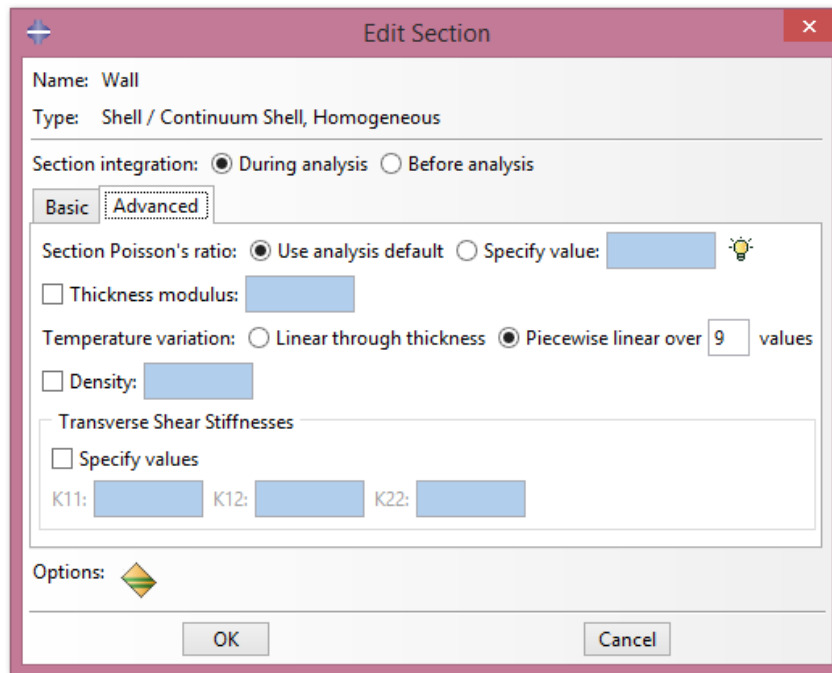 Edit Section
Name: Wall
Type: Shell / Continuum Shell, Homogeneous
Section integration: During analysis Before analysis
Basic Advanced
Section Poisson's ratio: Use analysis default Specify value:
Thickness modulus:
Temperature variation: Linear through thickness Piecewise linear over 9 values
Density:
Transverse Shear Stiffnesses
Specify values
K11: K12: K22:
Options:
OK Cancel